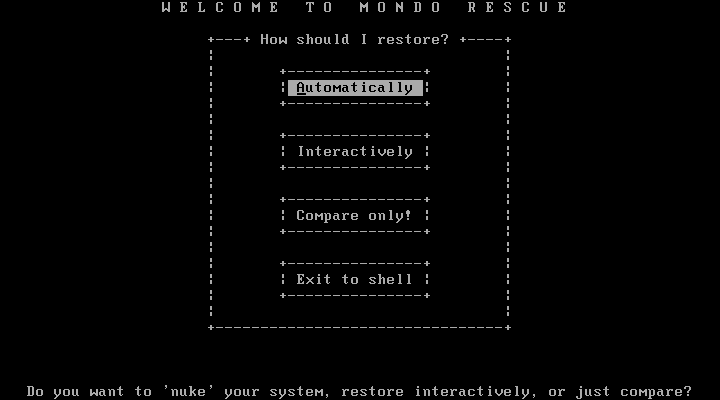 W E L C O M E   T O   M O N D O   R E S C U E
How should I restore?
Automatically
Interactively
Compare only!
Exit to shell
Do you want to 'nuke' your system, restore interactively, or just compare?